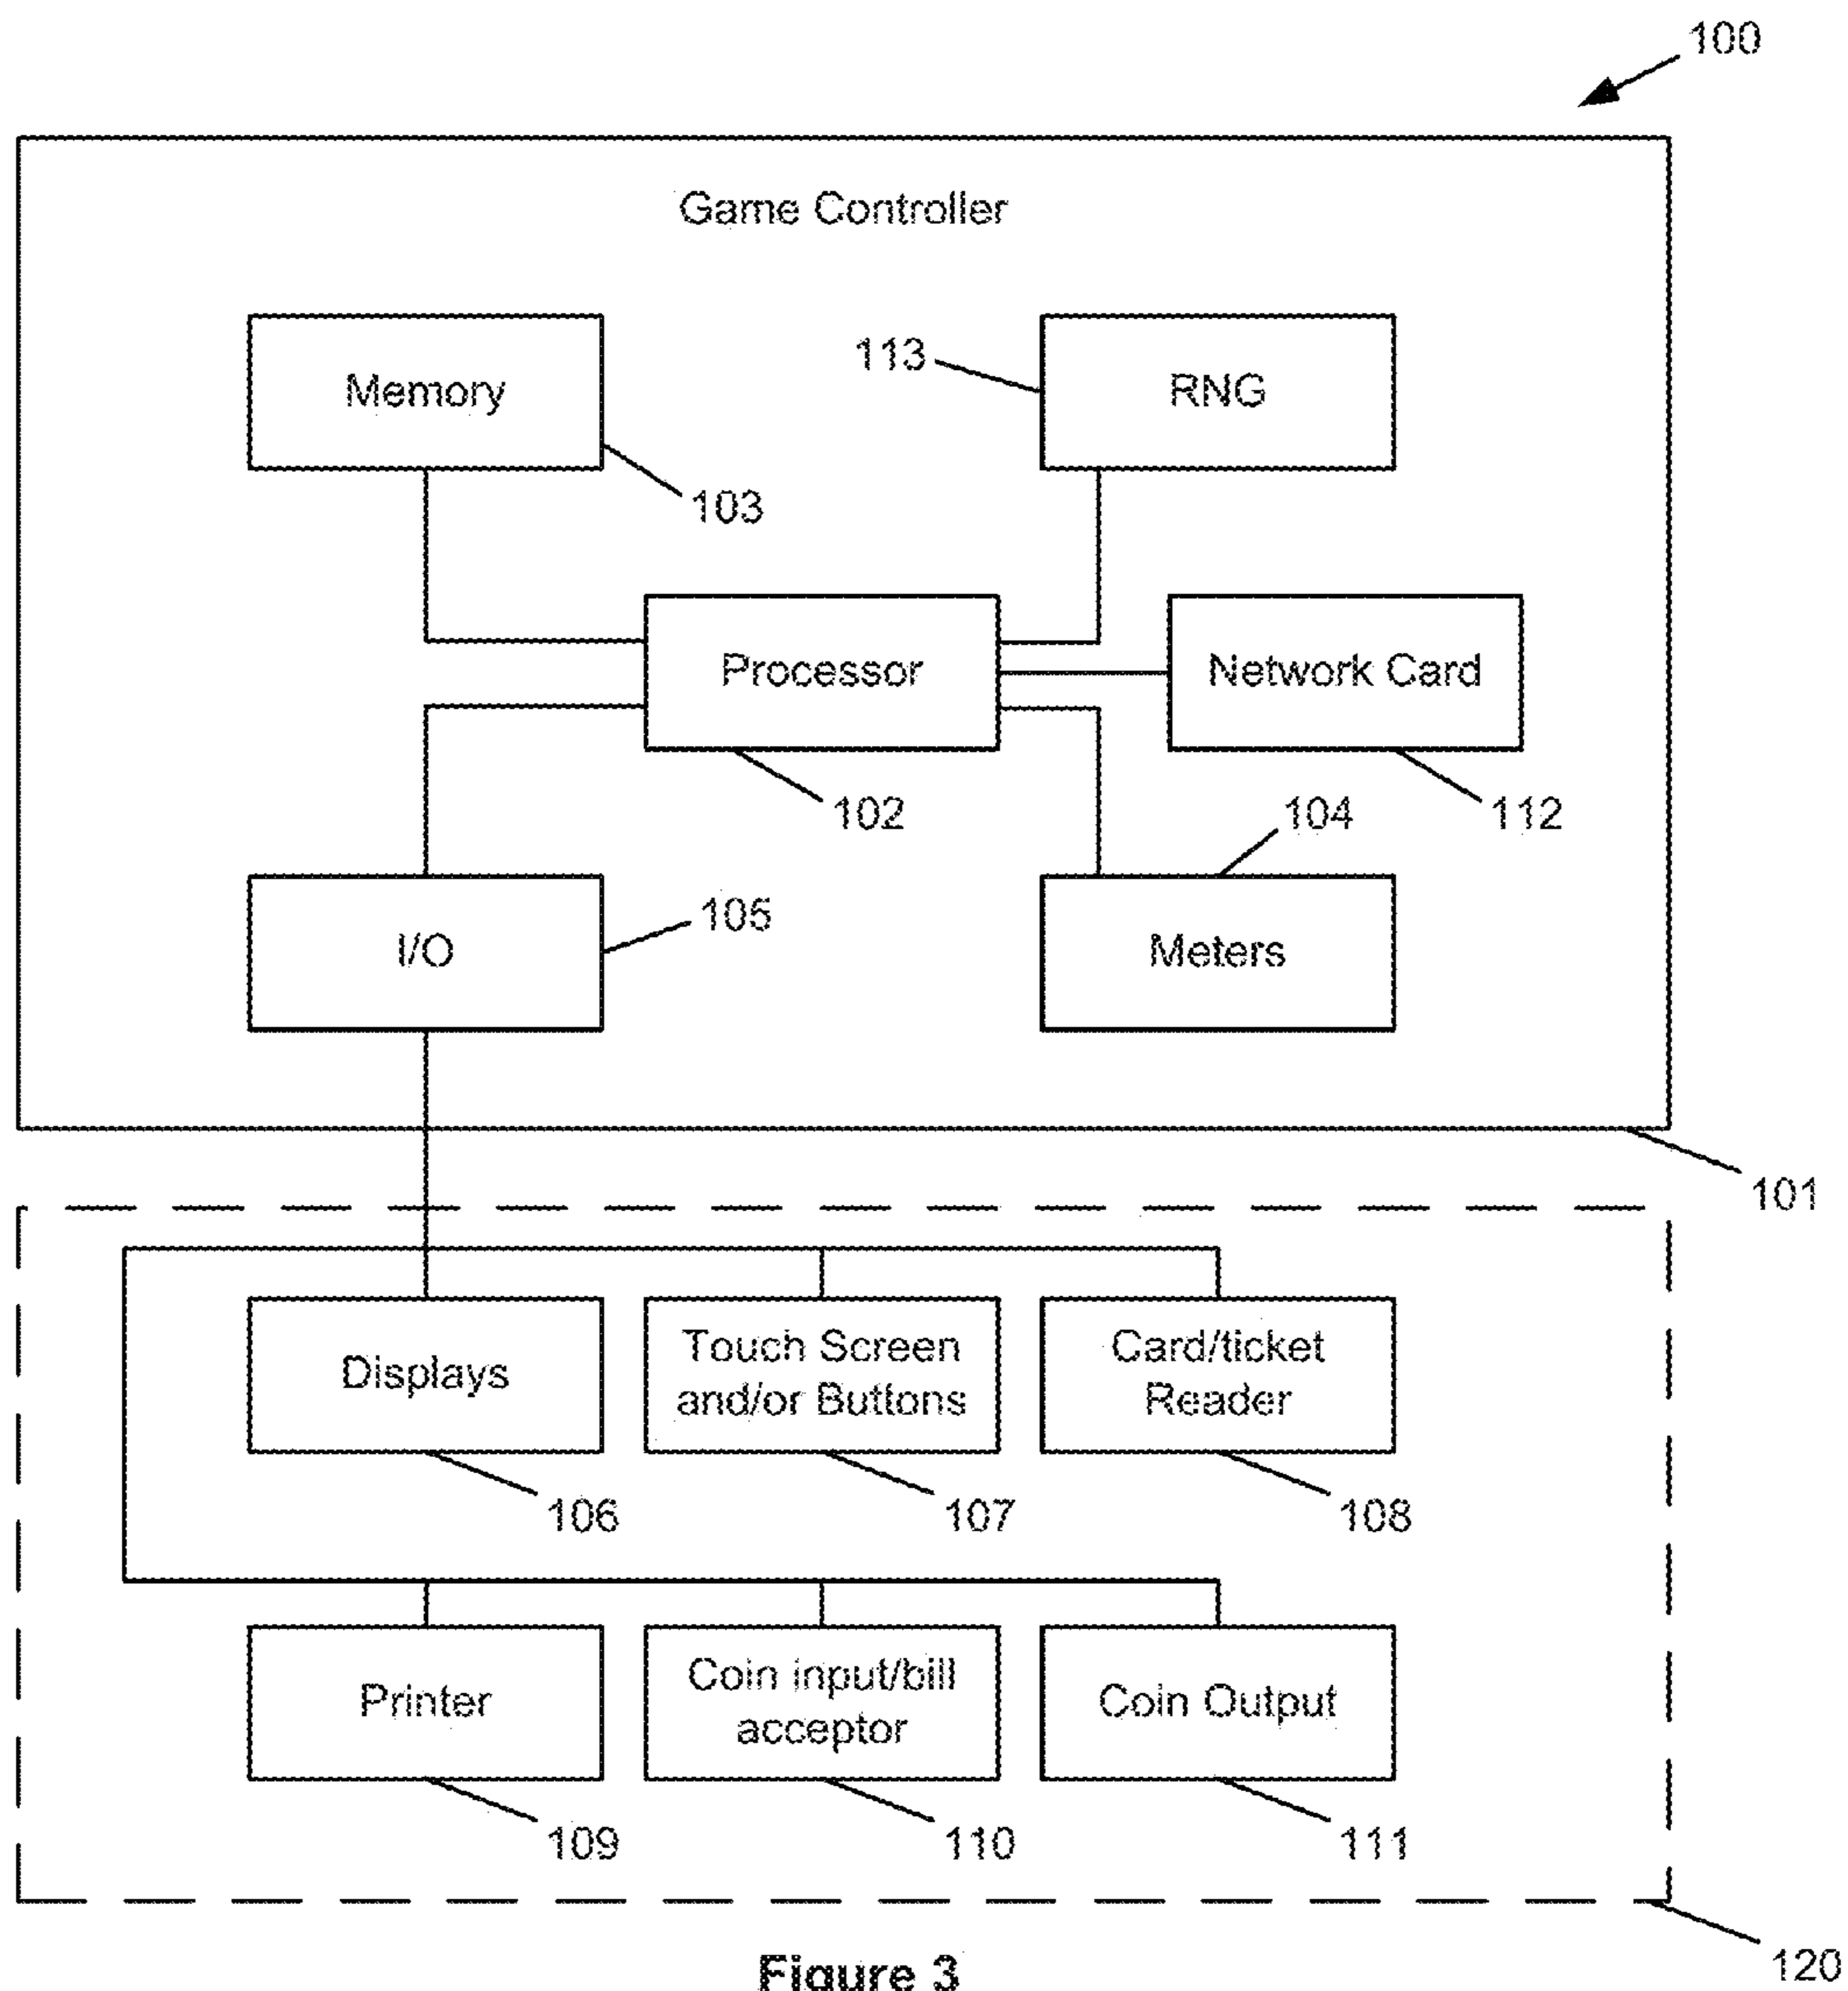 100
Game Controller
Memory
113
RNG
103
Processor
Network Card
102
104
112
I/O
105
Meters
101
Displays
Touch Screen
and/or Buttons
Card/ticket
Reader
106
107
108
Printer
Coin input/bill
acceptor
Coin Output
109
110
111
120
Figure 3